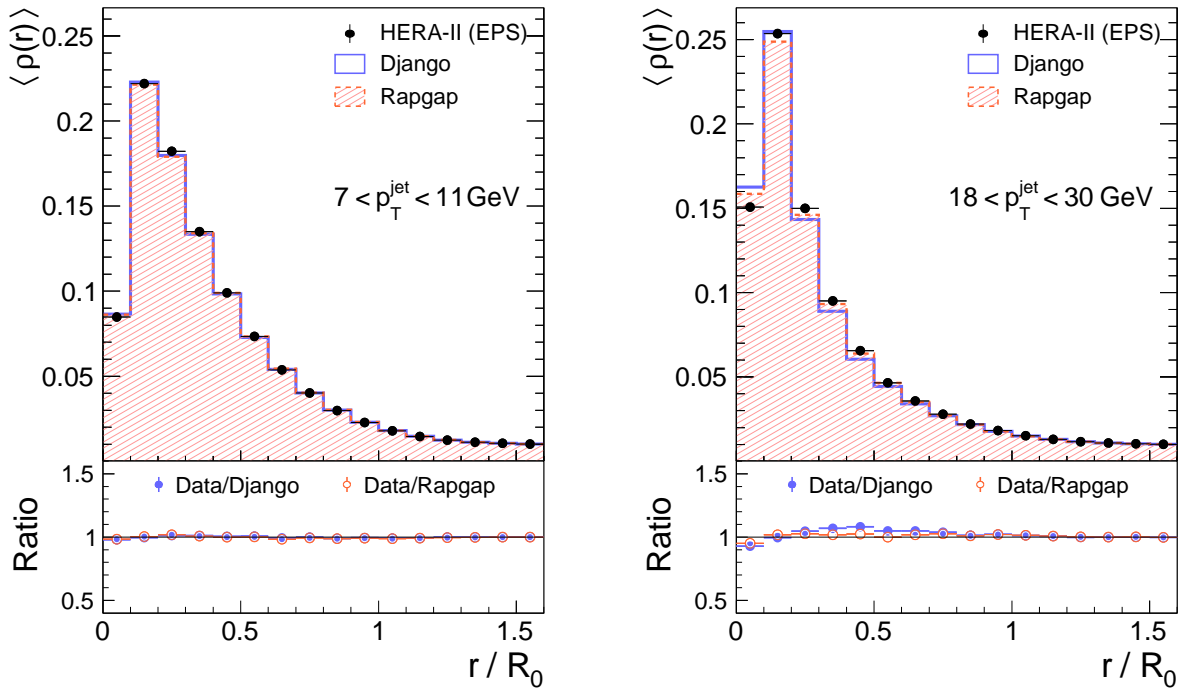 ⟨ρ(r)⟩
0.25
0.2
0.15
0.1
0.05
HERA-II (EPS)
Django
Rapgap
7 < p_T^jet < 11 GeV
Ratio
1.5
1
0.5
Data/Django
Data/Rapgap
0 0.5 1 1.5
r / R₀
⟨ρ(r)⟩
0.25
0.2
0.15
0.1
0.05
HERA-II (EPS)
Django
Rapgap
18 < p_T^jet < 30 GeV
Ratio
1.5
1
0.5
Data/Django
Data/Rapgap
0 0.5 1 1.5
r / R₀